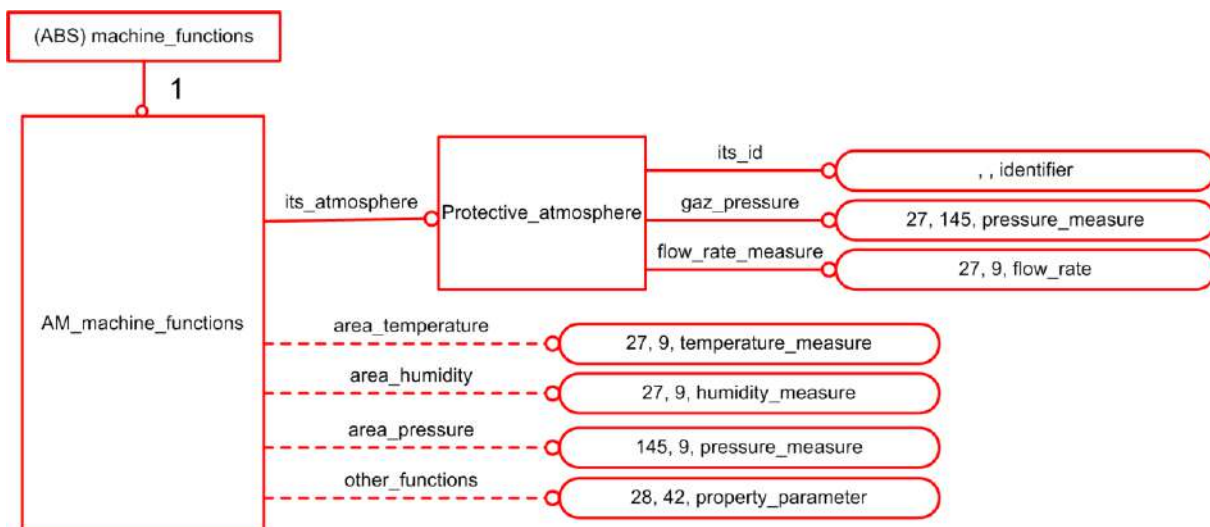 (ABS) machine_functions
1
its_id
, , identifier
its_atmosphere
Protective_atmosphere
gaz_pressure
27, 145, pressure_measure
flow_rate_measure
27, 9, flow_rate
AM_machine_functions
area_temperature
27, 9, temperature_measure
area_humidity
27, 9, humidity_measure
area_pressure
145, 9, pressure_measure
other_functions
28, 42, property_parameter